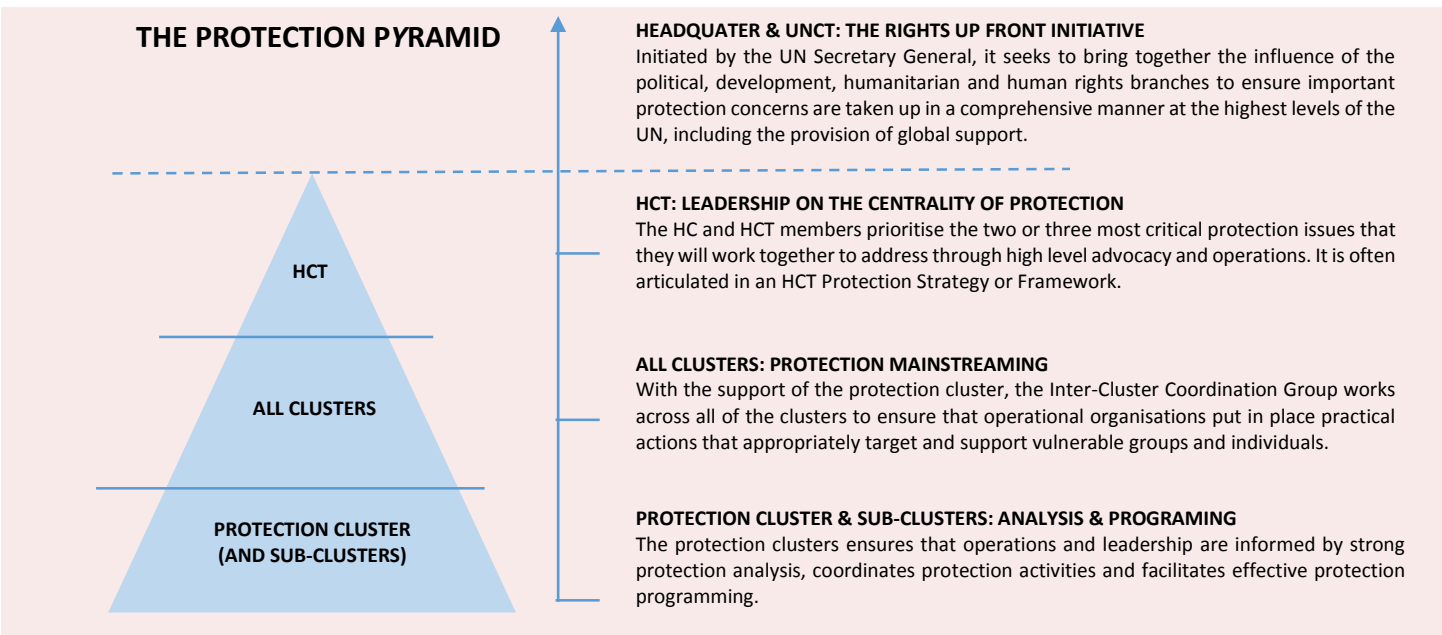 THE PROTECTION PYRAMID
HEADQUATER & UNCT: THE RIGHTS UP FRONT INITIATIVE
Initiated by the UN Secretary General, it seeks to bring together the influence of the
political, development, humanitarian and human rights branches to ensure important
protection concerns are taken up in a comprehensive manner at the highest levels of the
UN, including the provision of global support.
HCT: LEADERSHIP ON THE CENTRALITY OF PROTECTION
The HC and HCT members prioritise the two or three most critical protection issues that
they will work together to address through high level advocacy and operations. It is often
articulated in an HCT Protection Strategy or Framework.
HCT
ALL CLUSTERS: PROTECTION MAINSTREAMING
With the support of the protection cluster, the Inter-Cluster Coordination Group works
across all of the clusters to ensure that operational organisations put in place practical
actions that appropriately target and support vulnerable groups and individuals.
ALL CLUSTERS
PROTECTION CLUSTER & SUB-CLUSTERS: ANALYSIS & PROGRAMING
The protection clusters ensures that operations and leadership are informed by strong
protection analysis, coordinates protection activities and facilitates effective protection
programming.
PROTECTION CLUSTER
(AND SUB-CLUSTERS)